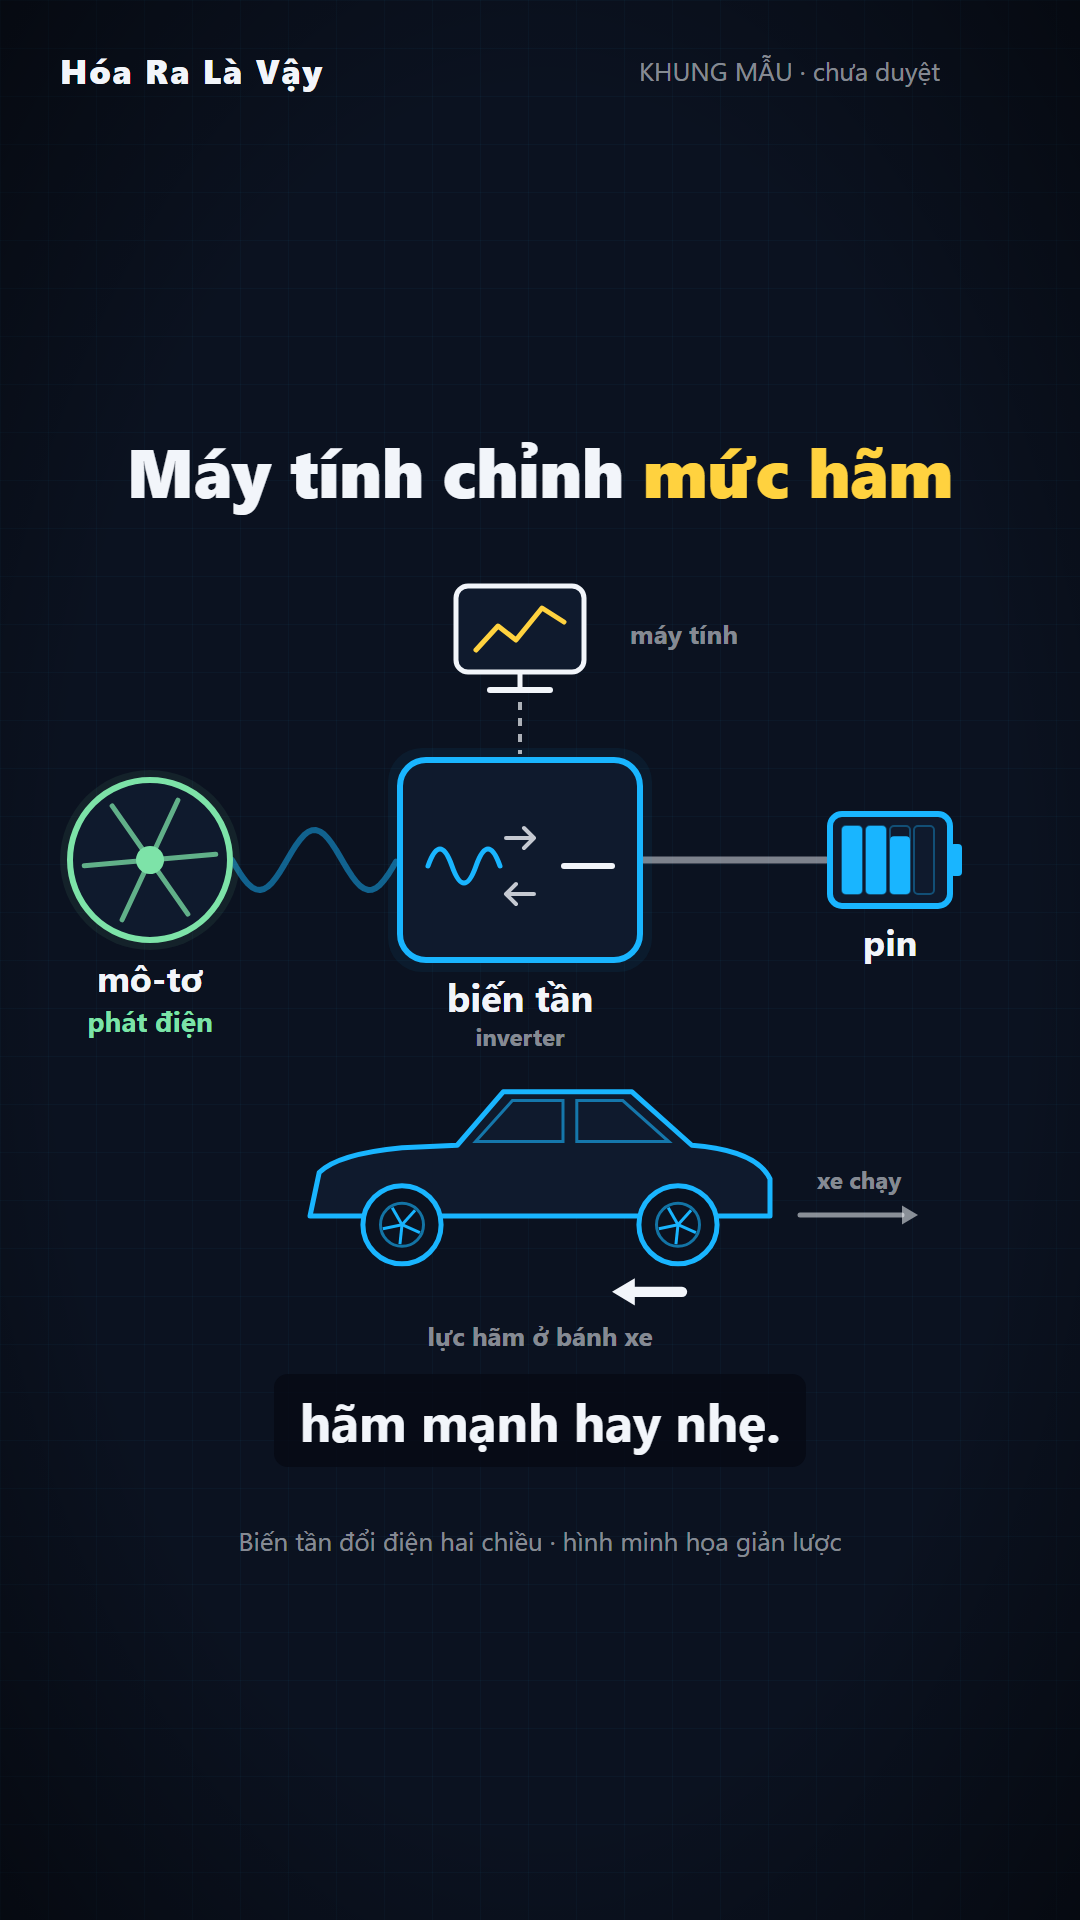 Hóa Ra Là Vậy
KHUNG MẪU · chưa duyệt
Máy tính chỉnh mức hãm
máy tính
mô-tơ
phát điện
biến tần
inverter
pin
xe chạy
lực hãm ở bánh xe
hãm mạnh hay nhẹ.
Biến tần đổi điện hai chiều · hình minh họa giản lược